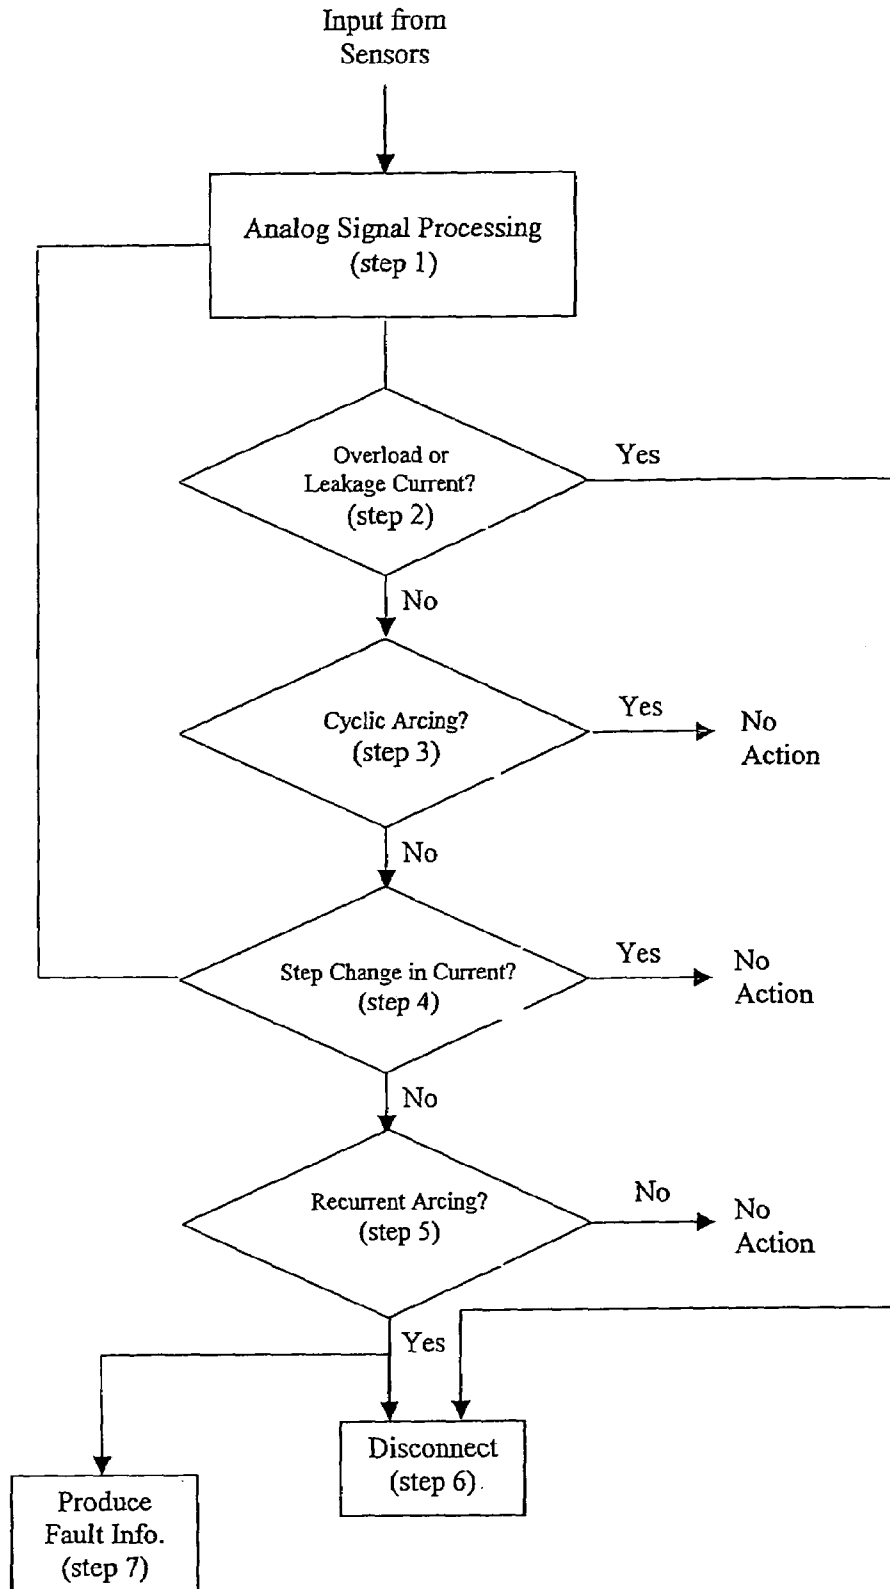 Input from
Sensors
Analog Signal Processing
(step 1)
Overload or
Leakage Current?
(step 2)
Yes
No
Cyclic Arcing?
(step 3)
Yes
No
Action
No
Step Change in Current?
(step 4)
Yes
No
Action
No
Recurrent Arcing?
(step 5)
No
No
Action
Yes
Disconnect
(step 6)
Produce
Fault Info.
(step 7)